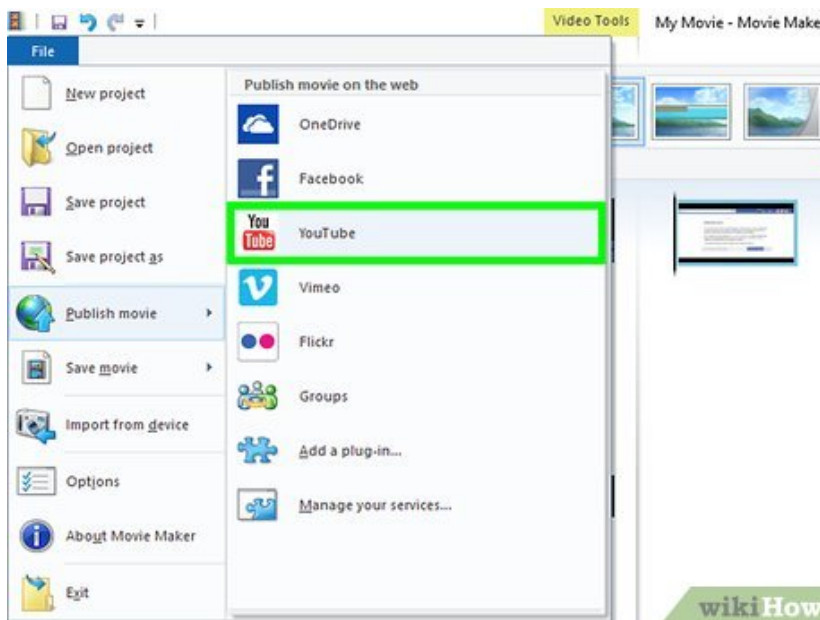 Video Tools
My Movie - Movie Make
File
New project
Open project
Save project
Save project as
Publish movie
Save movie
Import from device
Options
About Movie Maker
Exit
Publish movie on the web
OneDrive
f Facebook
You Tube YouTube
Vimeo
Flickr
Groups
Add a plug-in...
Manage your services...
wikiHow